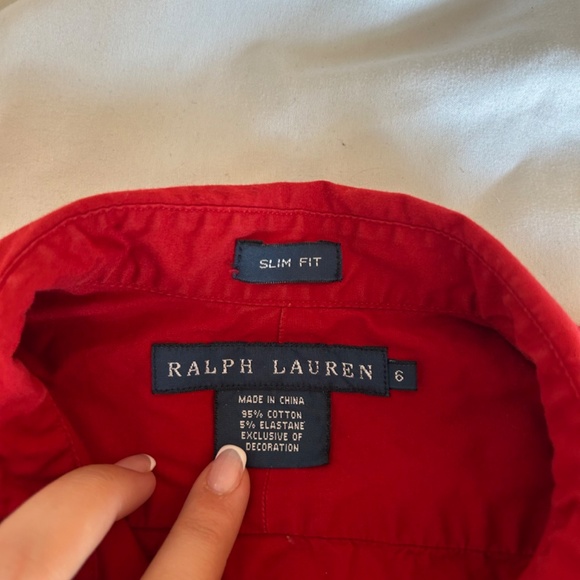 SLIM FIT
RALPH LAUREN 6
MADE IN CHINA
95% COTTON
5% ELASTANE
EXCLUSIVE OF
DECORATION